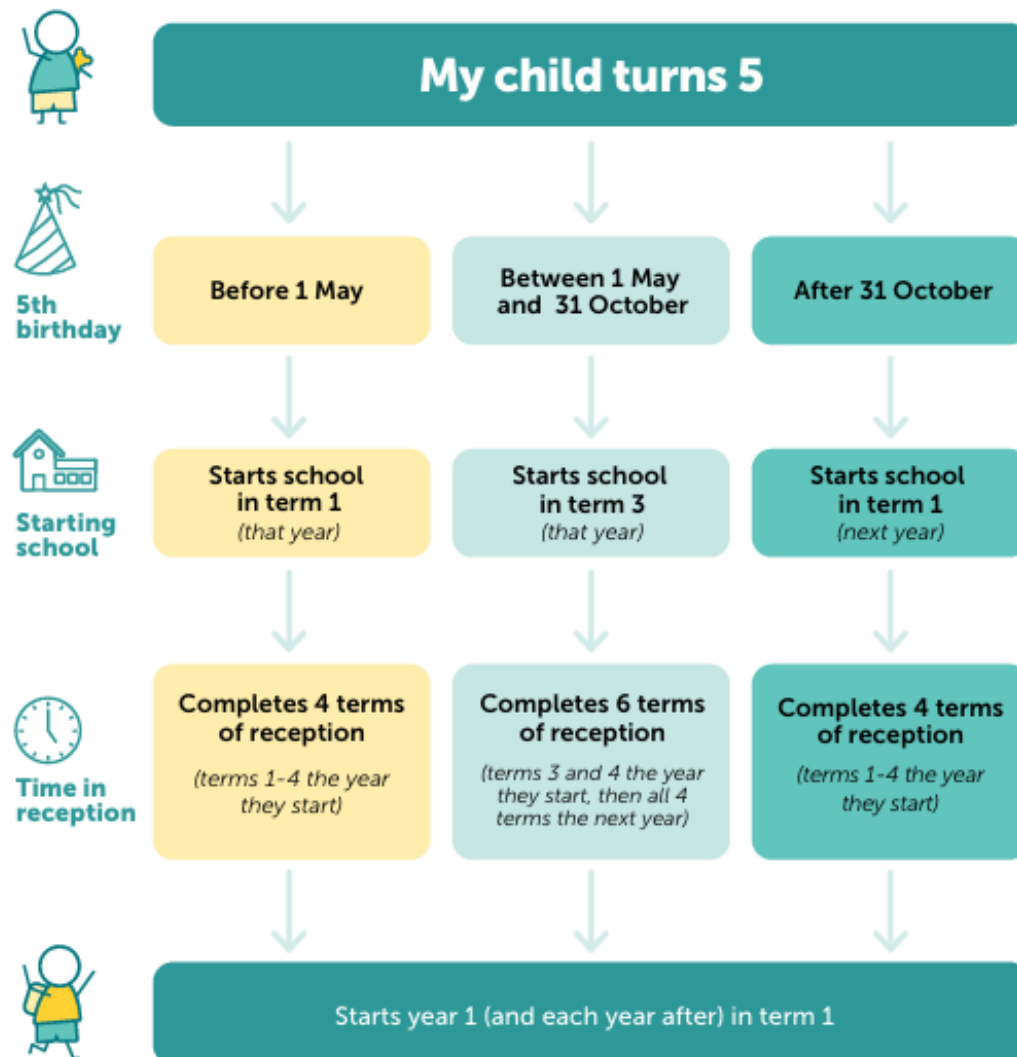 My child turns 5
5th
birthday
Before 1 May
Between 1 May
and 31 October
After 31 October
Starting
school
Starts school
in term 1
(that year)
Starts school
in term 3
(that year)
Starts school
in term 1
(next year)
Time in
reception
Completes 4 terms
of reception
(terms 1-4 the year
they start)
Completes 6 terms
of reception
(terms 3 and 4 the year
they start, then all 4
terms the next year)
Completes 4 terms
of reception
(terms 1-4 the year
they start)
Starts year 1 (and each year after) in term 1